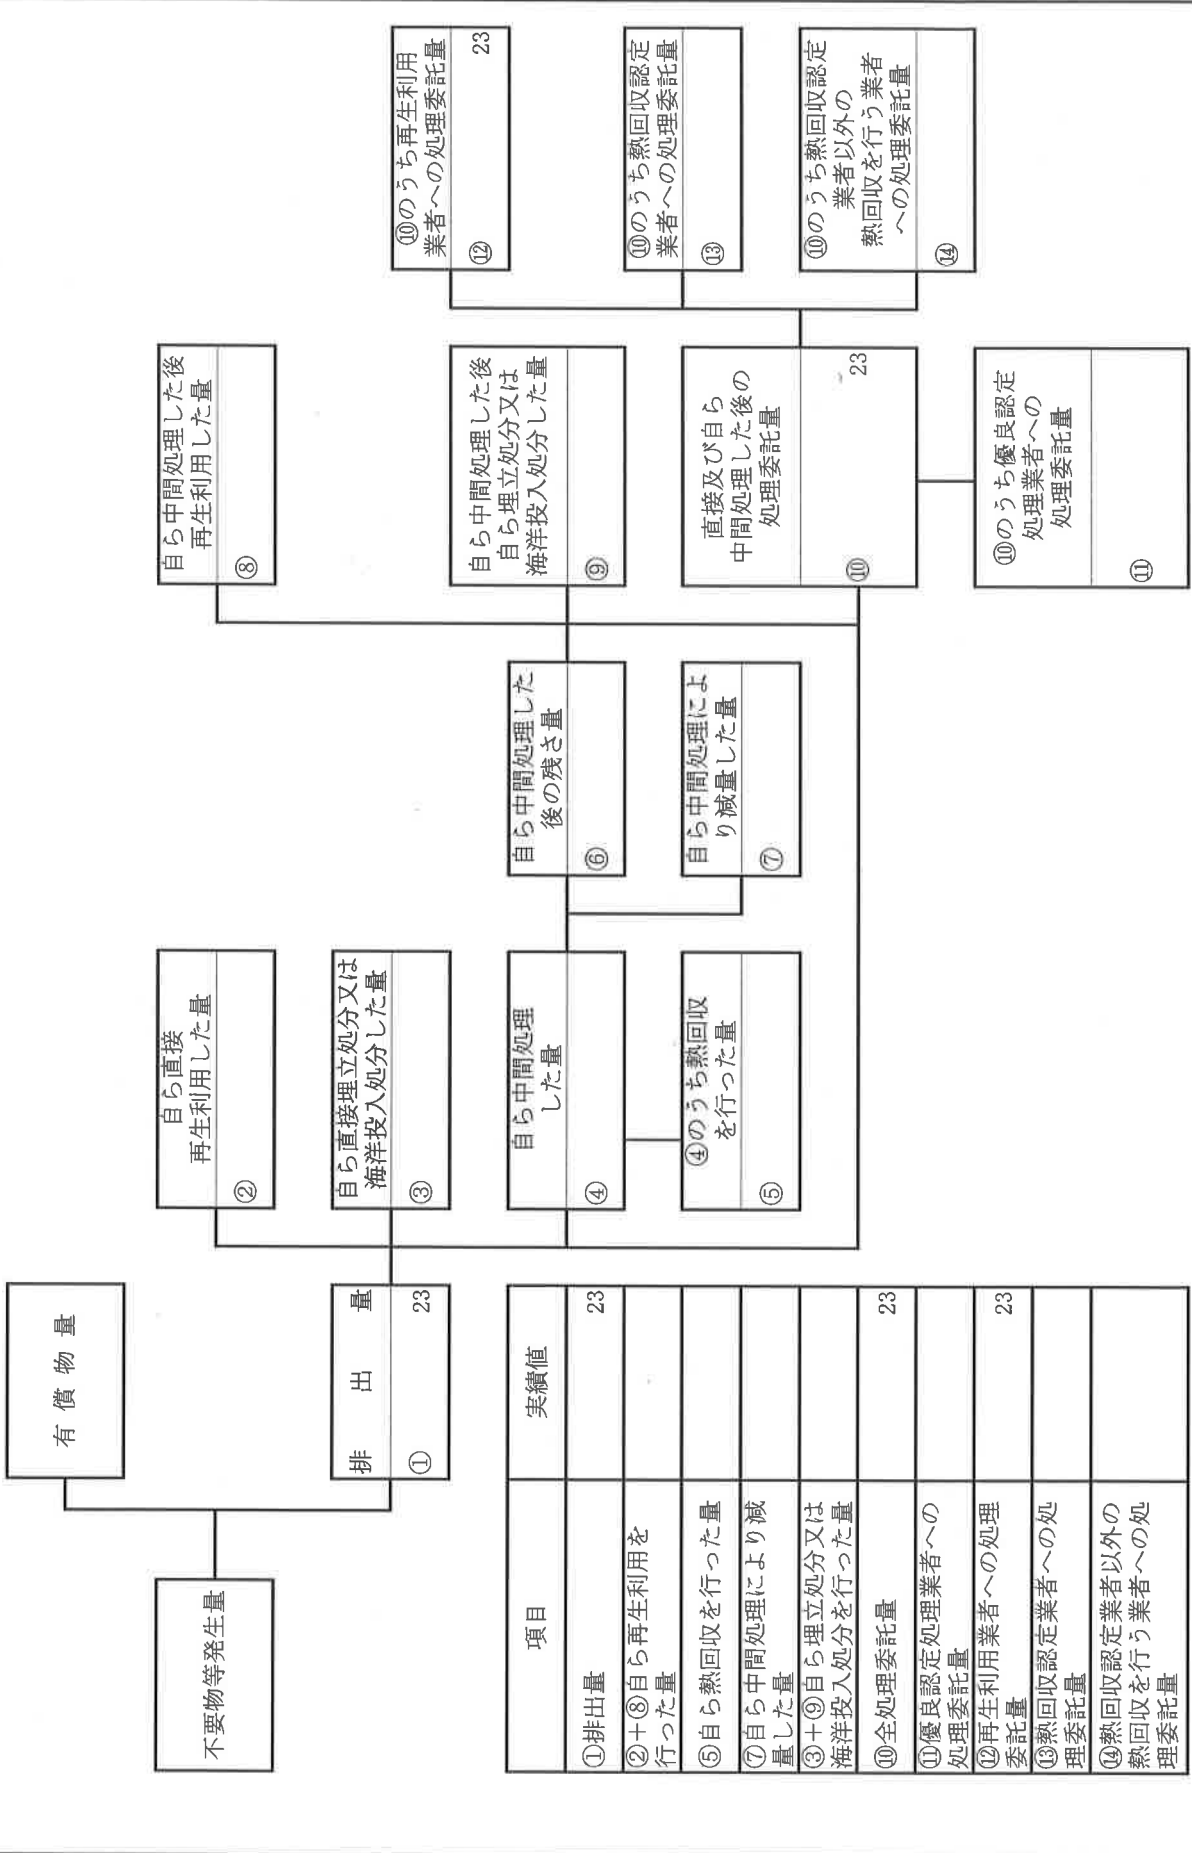 不要物等発生量
有償物量
排出量
① 23
自ら直接
再生利用した量
②
自ら直接埋立処分又は
海洋投入処分した量
③
自ら中間処理
した量
④
④のうち熱回収
を行った量
⑤
自ら中間処理した
後の残さ量
⑥
自ら中間処理によ
り減量した量
⑦
自ら中間処理した後
再生利用した量
⑧
自ら中間処理した後
自ら埋立処分又は
海洋投入処分した量
⑨
直接及び自ら
中間処理した後の
処理委託量
⑩ 23
⑩のうち優良認定
処理業者への
処理委託量
⑪
⑩のうち再生利用
業者への処理委託量
⑫ 23
⑩のうち熱回収認定
業者への処理委託量
⑬
⑩のうち熱回収認定
業者以外の
熱回収を行う業者
への処理委託量
⑭
項目 実績値
①排出量 23
②+⑧自ら再生利用を
行った量
⑤自ら熱回収を行った量
⑦自ら中間処理により減
量した量
③+⑨自ら埋立処分又は
海洋投入処分を行った量
⑩全処理委託量 23
⑪優良認定処理業者への
処理委託量
⑫再生利用業者への処理
委託量 23
⑬熱回収認定業者への処
理委託量
⑭熱回収認定業者以外の
熱回収を行う業者への処
理委託量